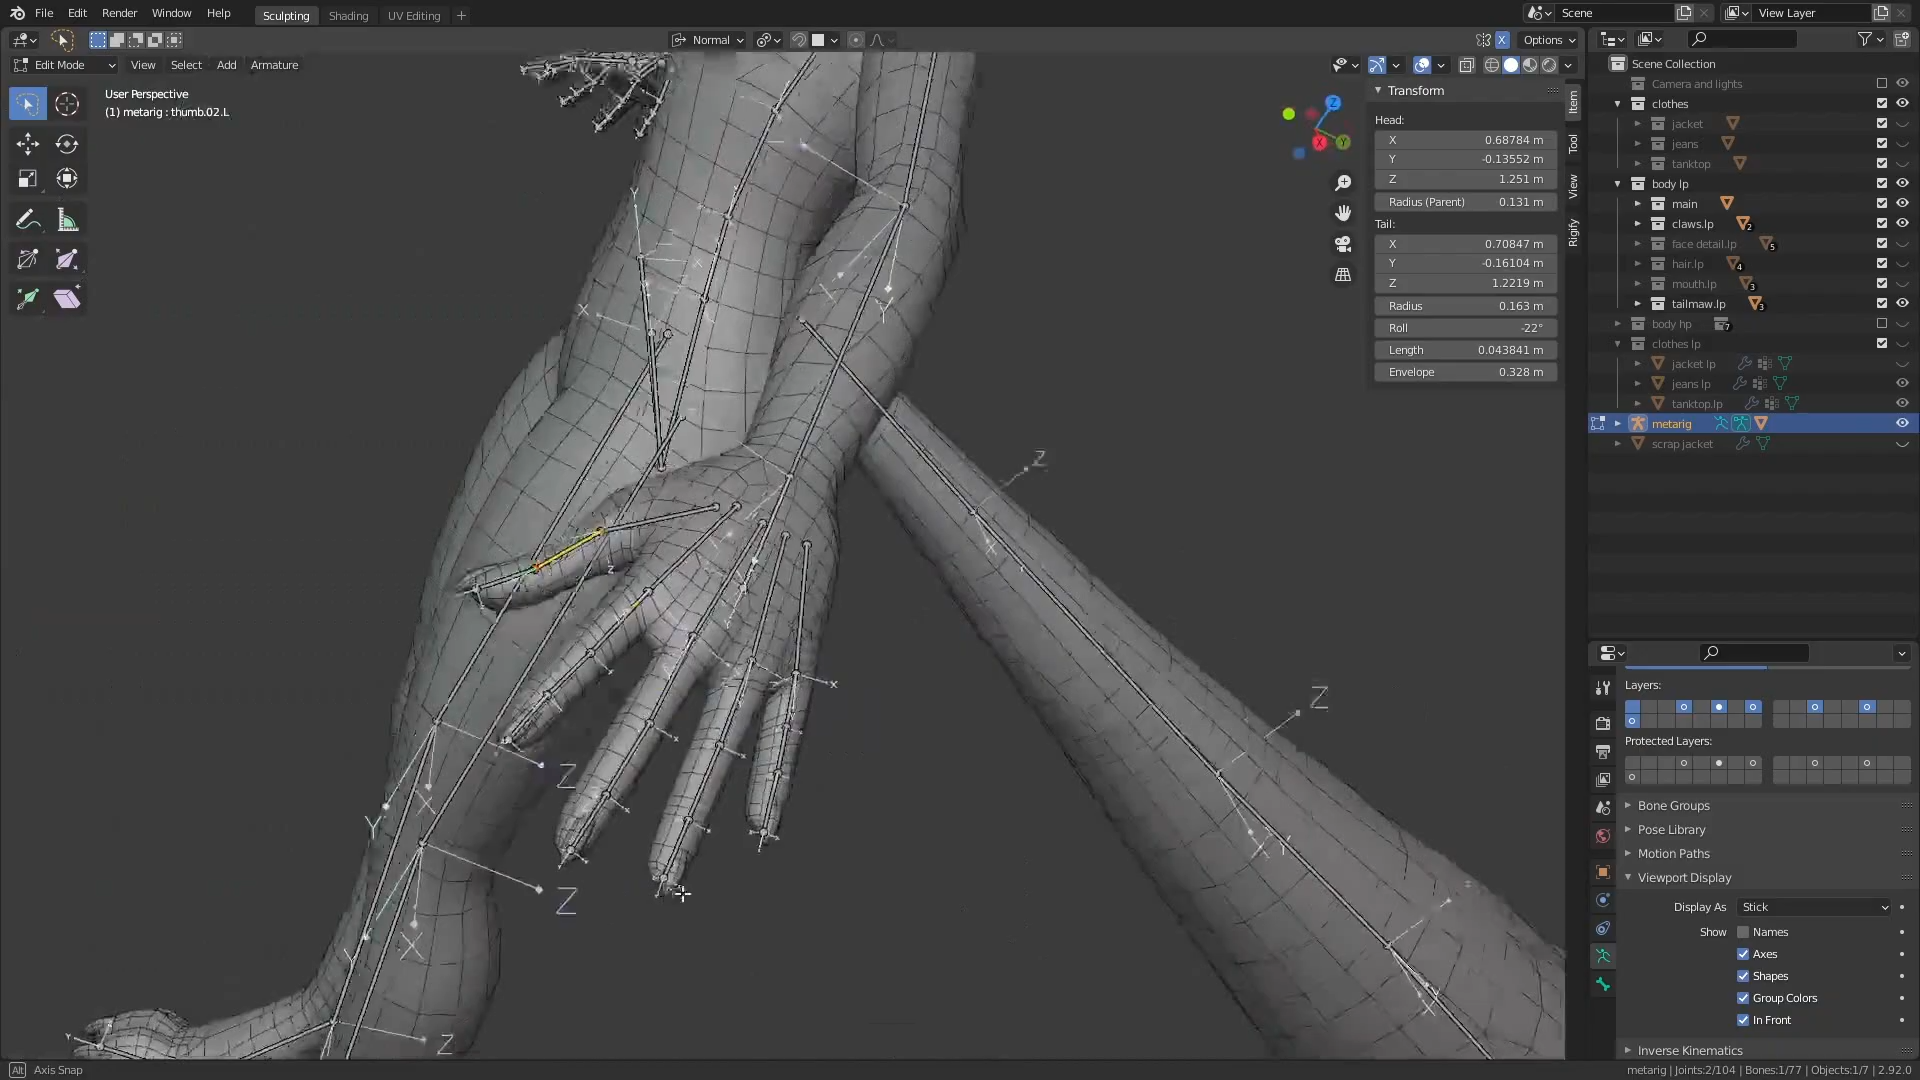 File Edit Render Window Help Sculpting Shading UV Editing + Scene View Layer
Normal X Options
Edit Mode View Select Add Armature
User Perspective
(1) metarig : thumb.02.L
Z
X
Y
Transform
Head:
X 0.68784 m
Y -0.13552 m
Z 1.251 m
Radius (Parent) 0.131 m
Tail:
X 0.70847 m
Y -0.16104 m
Z 1.2219 m
Radius 0.163 m
Roll -22°
Length 0.043841 m
Envelope 0.328 m
Item
Tool
View
Rigify
Scene Collection
Camera and lights
clothes
jacket
jeans
tanktop
body lp
main
claws.lp 2
face detail.lp 5
hair.lp 4
mouth.lp 3
tailmaw.lp 3
body hp 7
clothes lp
jacket lp
jeans lp
tanktop.lp
metarig
scrap jacket
Y
X
X
X
Y
Z
X
Y
Z
X
Z
Z
X
Y
X
Y
Z
X
Y
Z
Y
X
Layers:
Protected Layers:
Bone Groups
Pose Library
Motion Paths
Viewport Display
Display As Stick
Show Names
Axes
Shapes
Group Colors
In Front
Inverse Kinematics
Alt Axis Snap
metarig | Joints:2/104 | Bones:1/77 | Objects:1/7 | 2.92.0